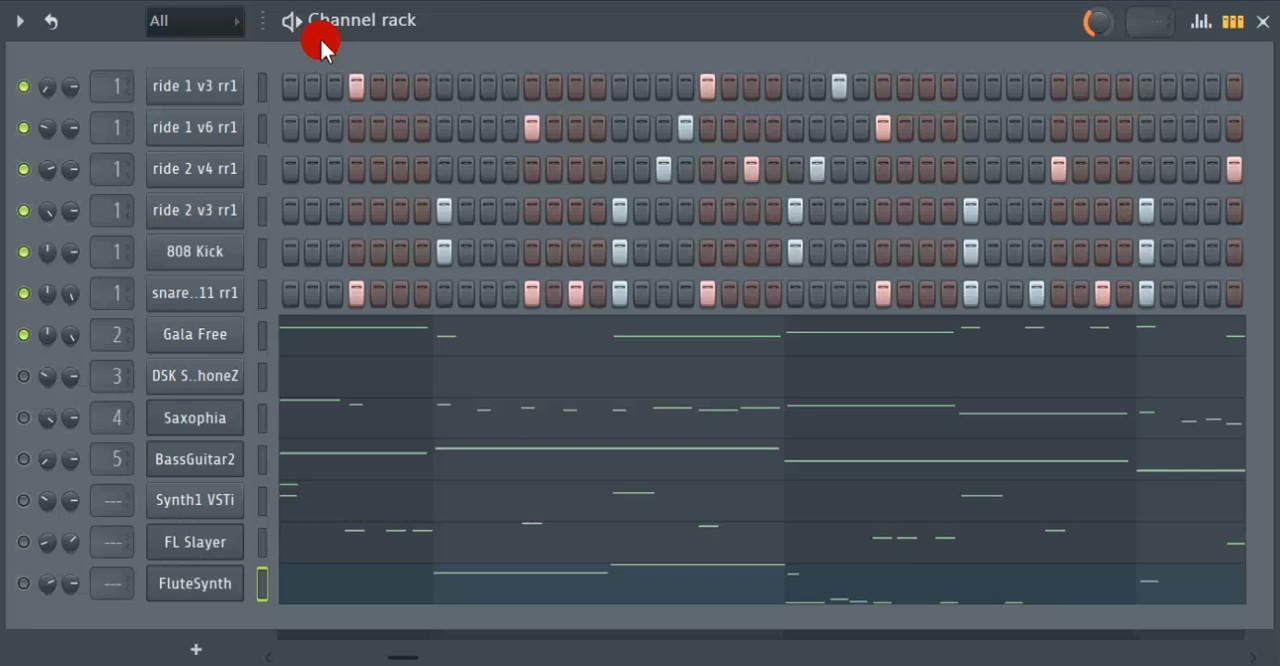 All
Channel rack
1 ride 1 v3 rr1
1 ride 1 v6 rr1
1 ride 2 v4 rr1
1 ride 2 v3 rr1
1 808 Kick
1 snare..11 rr1
2 Gala Free
3 DSK S..honeZ
4 Saxophia
5 BassGuitar2
--- Synth1 VSTi
--- FL Slayer
--- FluteSynth
+